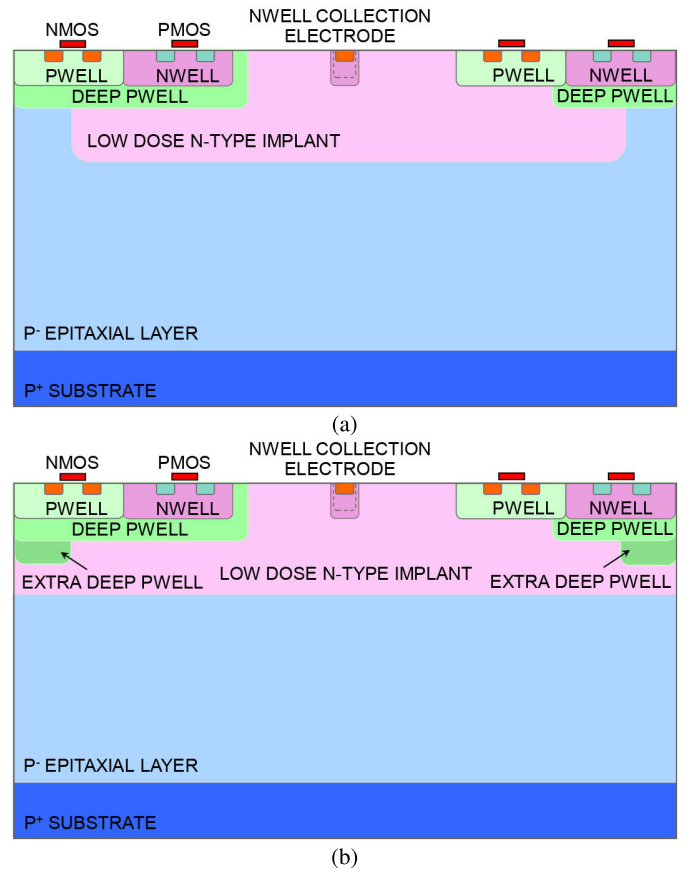 NWELL COLLECTION
ELECTRODE
NMOS PMOS
PWELL NWELL PWELL NWELL
DEEP PWELL DEEP PWELL
LOW DOSE N-TYPE IMPLANT
P- EPITAXIAL LAYER
P+ SUBSTRATE
(a)
NWELL COLLECTION
ELECTRODE
NMOS PMOS
PWELL NWELL PWELL NWELL
DEEP PWELL DEEP PWELL
LOW DOSE N-TYPE IMPLANT
EXTRA DEEP PWELL EXTRA DEEP PWELL
P- EPITAXIAL LAYER
P+ SUBSTRATE
(b)